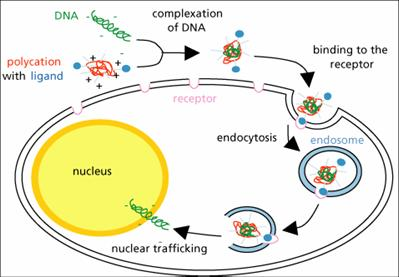 DNA
complexation
of DNA
polycation
with ligand
binding to the
receptor
receptor
endocytosis
endosome
nucleus
nuclear trafficking